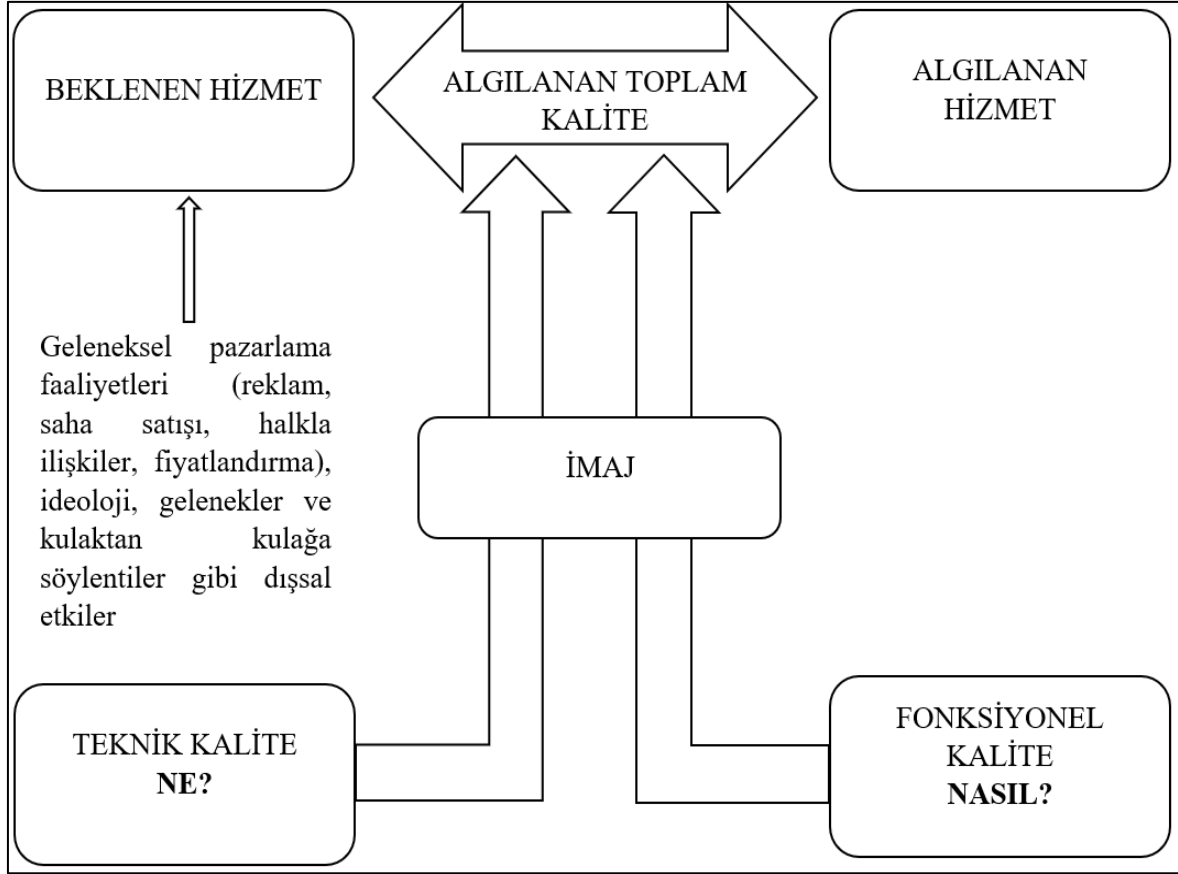 BEKLENEN HİZMET
ALGILANAN TOPLAM
KALİTE
ALGILANAN
HİZMET
Geleneksel pazarlama
faaliyetleri (reklam,
saha satışı, halkla
ilişkiler, fiyatlandırma),
ideoloji, gelenekler ve
kulaktan kulağa
söylentiler gibi dışsal
etkiler
İMAJ
TEKNİK KALİTE
NE?
FONKSİYONEL
KALİTE
NASIL?